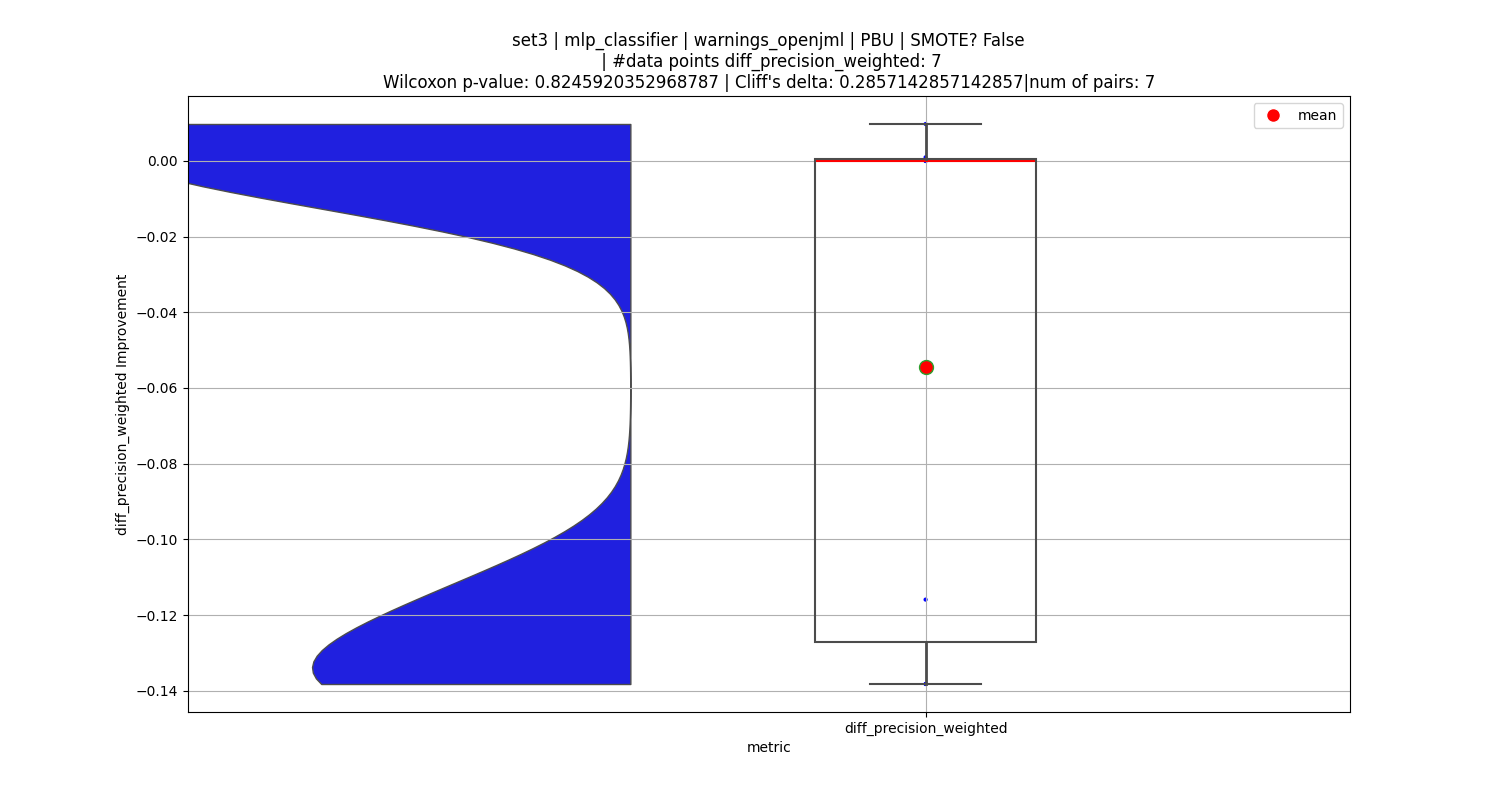 set3 | mlp_classifier | warnings_openjml | PBU | SMOTE? False
| #data points diff_precision_weighted: 7
Wilcoxon p-value: 0.8245920352968787 | Cliff's delta: 0.2857142857142857|num of pairs: 7
mean
0.00
−0.02
−0.04
−0.06
−0.08
−0.10
−0.12
−0.14
diff_precision_weighted Improvement
diff_precision_weighted
metric